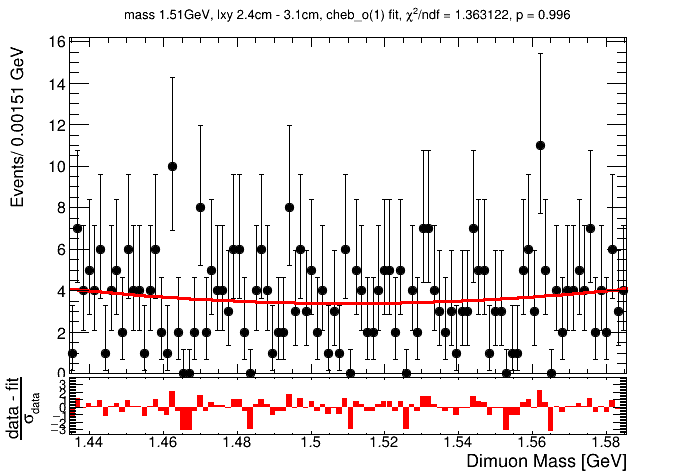 mass 1.51GeV, lxy 2.4cm - 3.1cm, cheb_o(1) fit, χ²/ndf = 1.363122, p = 0.996
Events/ 0.00151 GeV
16
14
12
10
8
6
4
2
0
data - fit
σdata
3
2
1
0
−1
−2
−3
1.44 1.46 1.48 1.5 1.52 1.54 1.56 1.58
Dimuon Mass [GeV]